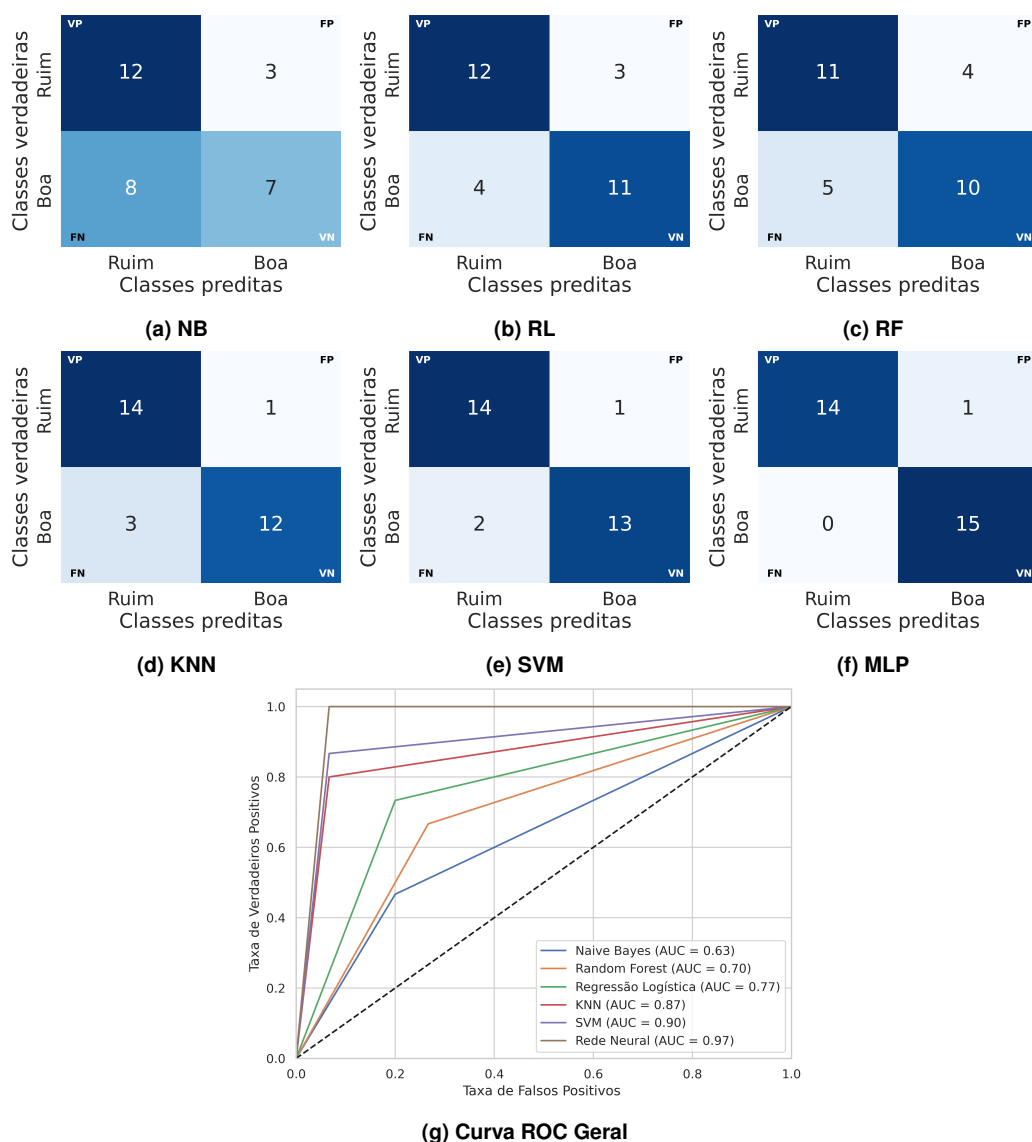 VP FP VP FP VP FP
Classes verdadeiras Ruim 12 3 Classes verdadeiras Ruim 12 3 Classes verdadeiras Ruim 11 4
Boa 8 7 Boa 4 11 Boa 5 10
FN VN FN VN FN VN
Ruim Boa Ruim Boa Ruim Boa
Classes preditas Classes preditas Classes preditas
(a) NB (b) RL (c) RF
VP FP VP FP VP FP
Classes verdadeiras Ruim 14 1 Classes verdadeiras Ruim 14 1 Classes verdadeiras Ruim 14 1
Boa 3 12 Boa 2 13 Boa 0 15
FN VN FN VN FN VN
Ruim Boa Ruim Boa Ruim Boa
Classes preditas Classes preditas Classes preditas
(d) KNN (e) SVM (f) MLP
Taxa de Verdadeiros Positivos
1.0
0.8
0.6
0.4
0.2
0.0
Naive Bayes (AUC = 0.63)
Random Forest (AUC = 0.70)
Regressão Logística (AUC = 0.77)
KNN (AUC = 0.87)
SVM (AUC = 0.90)
Rede Neural (AUC = 0.97)
0.0 0.2 0.4 0.6 0.8 1.0
Taxa de Falsos Positivos
(g) Curva ROC Geral